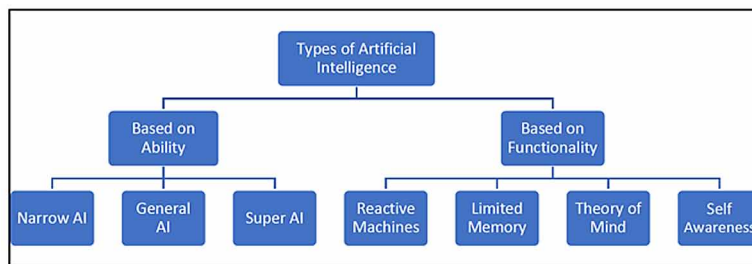 Types of Artificial
Intelligence
Based on
Ability
Based on
Functionality
Narrow AI
General
AI
Super AI
Reactive
Machines
Limited
Memory
Theory of
Mind
Self
Awareness